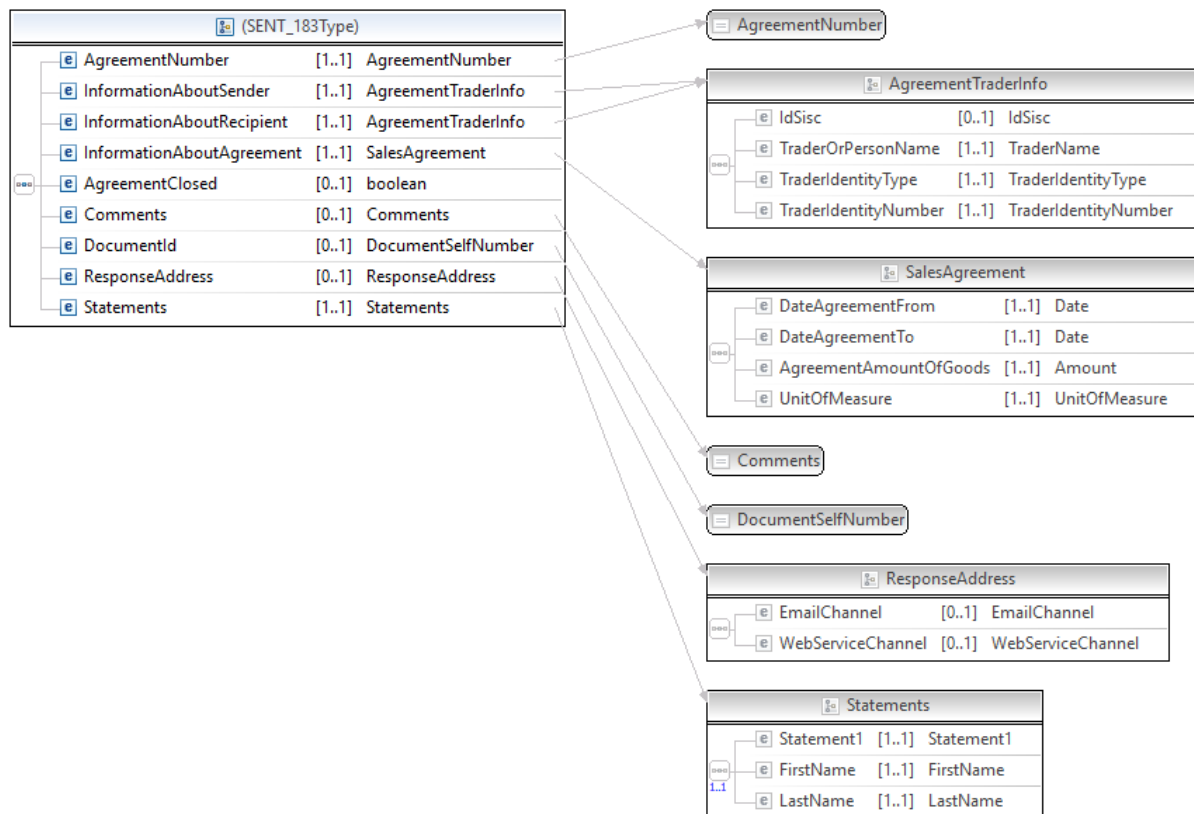 (SENT_183Type)
AgreementNumber [1..1] AgreementNumber
InformationAboutSender [1..1] AgreementTraderInfo
InformationAboutRecipient [1..1] AgreementTraderInfo
InformationAboutAgreement [1..1] SalesAgreement
AgreementClosed [0..1] boolean
Comments [0..1] Comments
DocumentId [0..1] DocumentSelfNumber
ResponseAddress [0..1] ResponseAddress
Statements [1..1] Statements
AgreementNumber
AgreementTraderInfo
IdSisc [0..1] IdSisc
TraderOrPersonName [1..1] TraderName
TraderIdentityType [1..1] TraderIdentityType
TraderIdentityNumber [1..1] TraderIdentityNumber
SalesAgreement
DateAgreementFrom [1..1] Date
DateAgreementTo [1..1] Date
AgreementAmountOfGoods [1..1] Amount
UnitOfMeasure [1..1] UnitOfMeasure
Comments
DocumentSelfNumber
ResponseAddress
EmailChannel [0..1] EmailChannel
WebServiceChannel [0..1] WebServiceChannel
Statements
Statement1 [1..1] Statement1
FirstName [1..1] FirstName
1..1
LastName [1..1] LastName